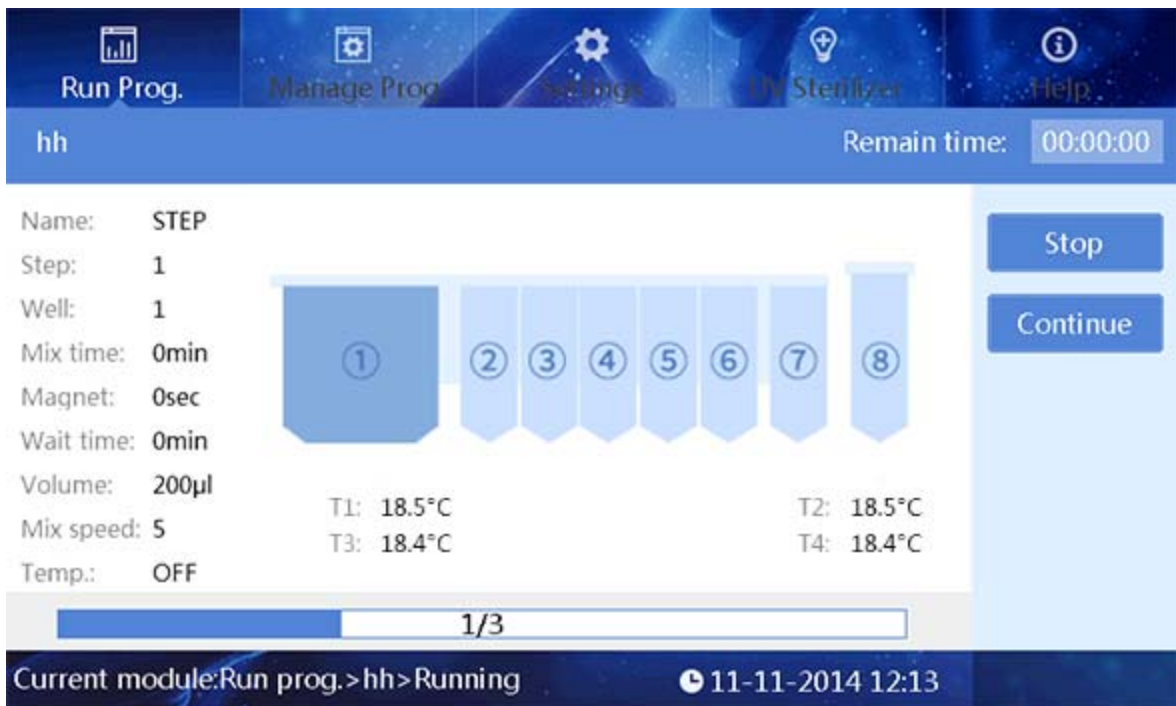 Run Prog.
Manage Prog.
Settings
UV Sterilizer
Help
hh
Remain time: 00:00:00
Name: STEP
Step: 1
Well: 1
Mix time: 0min
Magnet: 0sec
Wait time: 0min
Volume: 200µl
Mix speed: 5
Temp.: OFF
① ② ③ ④ ⑤ ⑥ ⑦ ⑧
T1: 18.5°C T2: 18.5°C
T3: 18.4°C T4: 18.4°C
Stop
Continue
1/3
Current module:Run prog.>hh>Running 11-11-2014 12:13